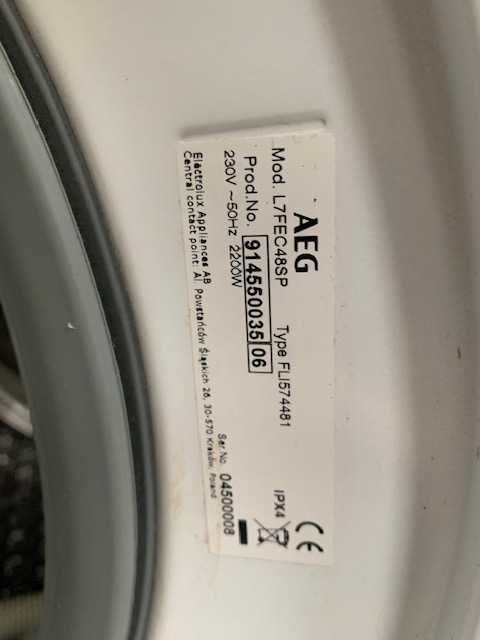 AEG
Mod. L7FEC48SP Type FLI574481
Prod.No. 914550035 06
230V ~50Hz 2200W IPX4
Ser.No. 04500008
Electrolux Appliances AB
Central contact point: Al. Powstańców Śląskich 26, 30-570 Kraków, Poland
CE